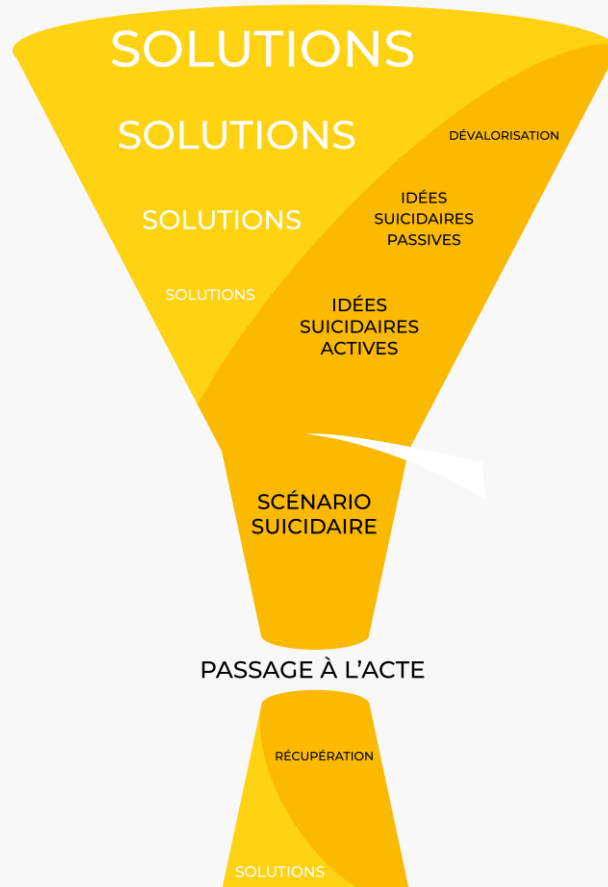 SOLUTIONS
SOLUTIONS
DÉVALORISATION
IDÉES
SUICIDAIRES
PASSIVES
SOLUTIONS
SOLUTIONS
IDÉES
SUICIDAIRES
ACTIVES
SCÉNARIO
SUICIDAIRE
PASSAGE À L'ACTE
RÉCUPÉRATION
SOLUTIONS